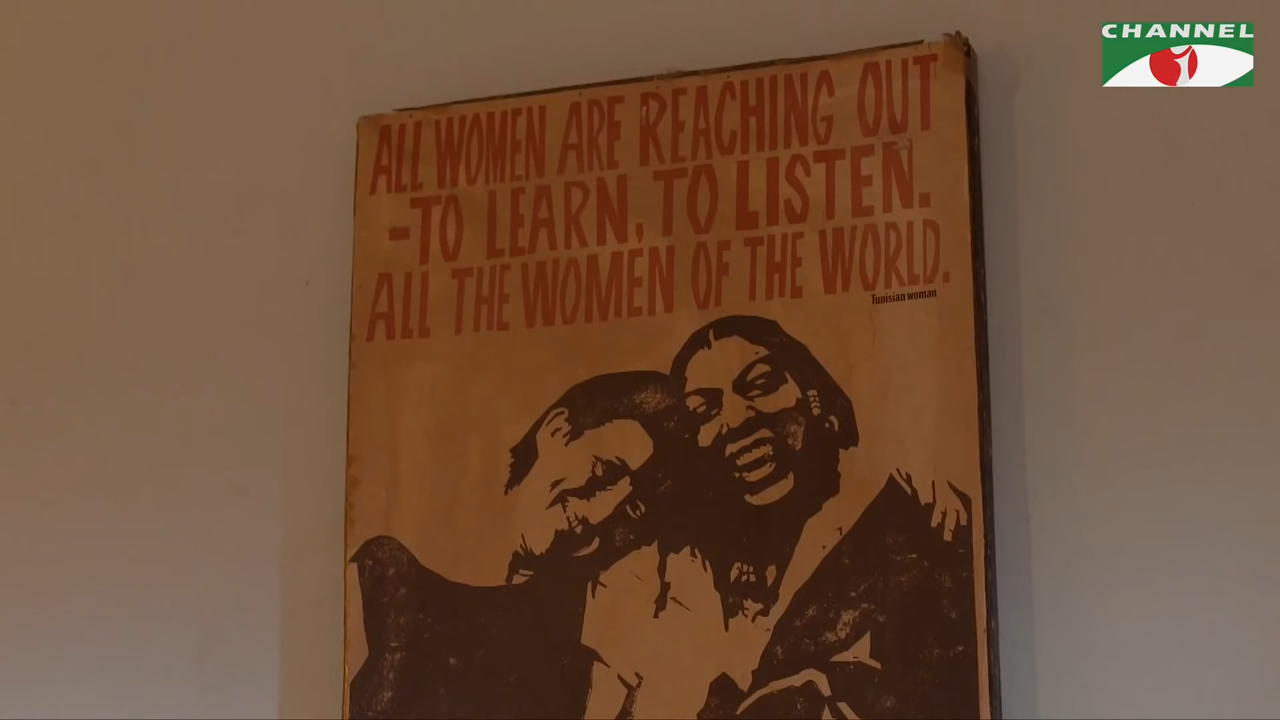 CHANNEL
ALL WOMEN ARE REACHING OUT
-TO LEARN, TO LISTEN.
ALL THE WOMEN OF THE WORLD.
Tunisian woman